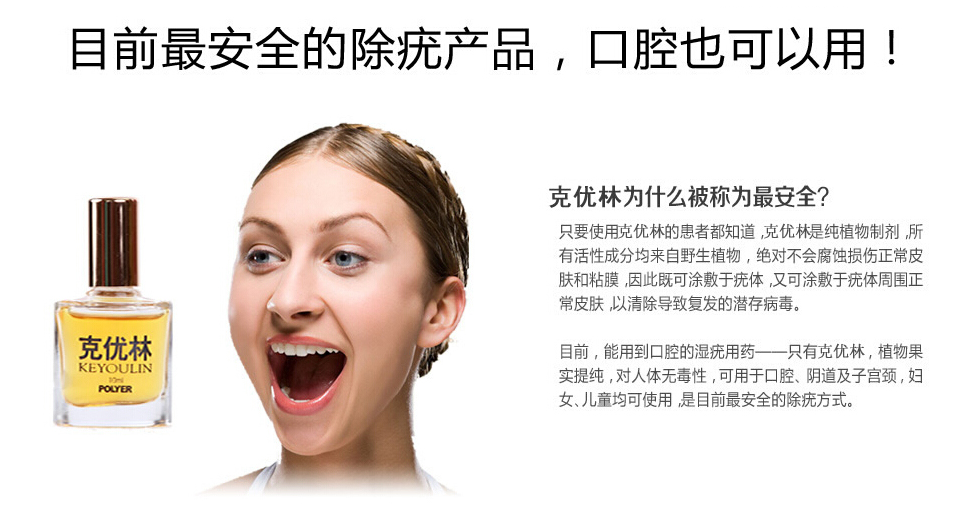 目前最安全的除疣产品，口腔也可以用！
克优林
KEYOULIN
10ml
POLYER
克优林为什么被称为最安全？
只要使用克优林的患者都知道，克优林是纯植物制剂，所
有活性成分均来自野生植物，绝对不会腐蚀损伤正常皮
肤和粘膜，因此既可涂敷于疣体，又可涂敷于疣体周围正
常皮肤，以清除导致复发的潜存病毒。
目前，能用到口腔的湿疣用药——只有克优林，植物果
实提纯，对人体无毒性，可用于口腔、阴道及子宫颈，妇
女、儿童均可使用，是目前最安全的除疣方式。